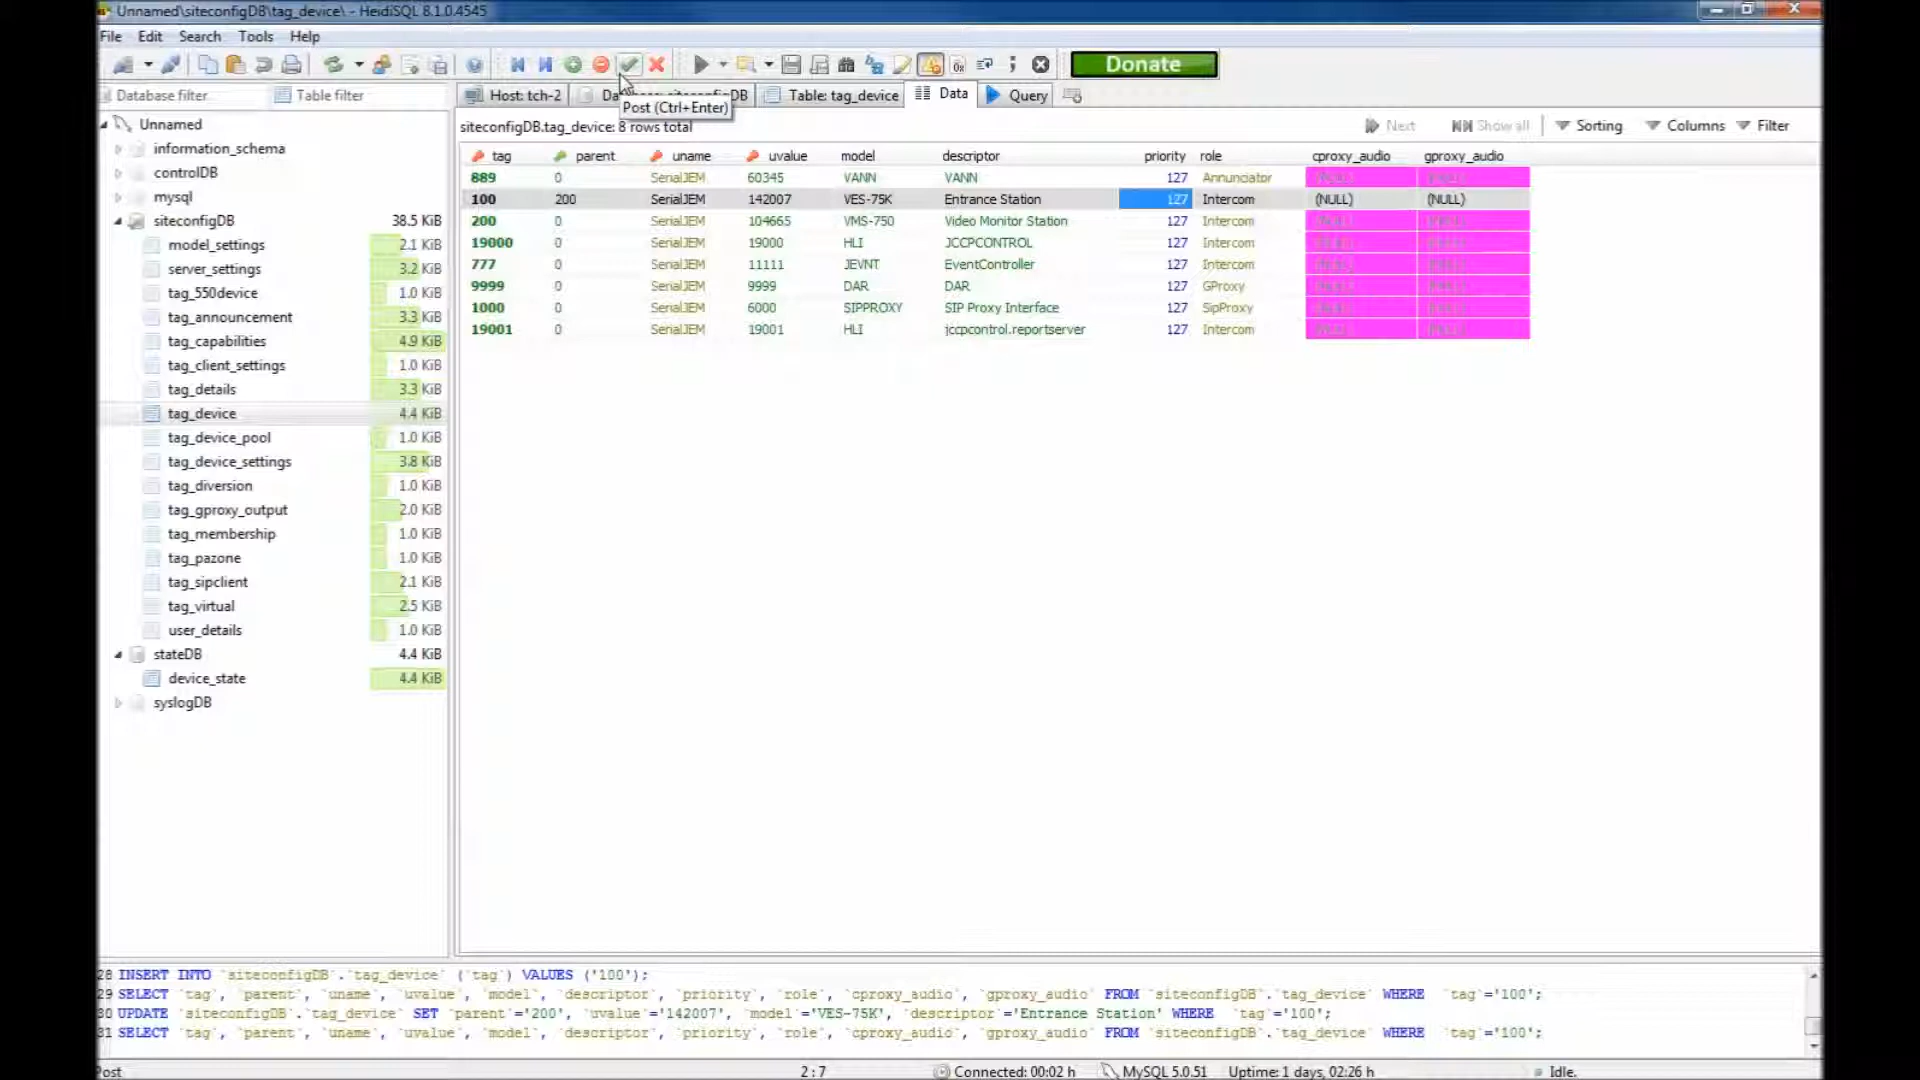 Unnamed\siteconfigDB\tag_device\ - HeidiSQL 8.1.0.4545
File Edit Search Tools Help
Donate
Database filter Table filter
Host: tch-2 Table: tag_device Data Query
Post (Ctrl+Enter)
siteconfigDB.tag_device: 8 rows total Next Show all Sorting Columns Filter
Unnamed
information_schema
controlDB
mysql
siteconfigDB 38.5 KiB
model_settings 2.1 KiB
server_settings 3.2 KiB
tag_550device 1.0 KiB
tag_announcement 3.3 KiB
tag_capabilities 4.9 KiB
tag_client_settings 1.0 KiB
tag_details 3.3 KiB
tag_device 4.4 KiB
tag_device_pool 1.0 KiB
tag_device_settings 3.8 KiB
tag_diversion 1.0 KiB
tag_gproxy_output 2.0 KiB
tag_membership 1.0 KiB
tag_pazone 1.0 KiB
tag_sipclient 2.1 KiB
tag_virtual 2.5 KiB
user_details 1.0 KiB
stateDB 4.4 KiB
device_state 4.4 KiB
syslogDB
tag parent uname uvalue model descriptor priority role cproxy_audio gproxy_audio
889 0 SerialJEM 60345 VANN VANN 127 Annunciator
100 200 SerialJEM 142007 VES-75K Entrance Station 127 Intercom (NULL) (NULL)
200 0 SerialJEM 104665 VMS-750 Video Monitor Station 127 Intercom
19000 0 SerialJEM 19000 HLI JCCPCONTROL 127 Intercom
777 0 SerialJEM 11111 JEVNT EventController 127 Intercom
9999 0 SerialJEM 9999 DAR DAR 127 GProxy
1000 0 SerialJEM 6000 SIPPROXY SIP Proxy Interface 127 SipProxy
19001 0 SerialJEM 19001 HLI jccpcontrol.reportserver 127 Intercom
28 INSERT INTO `siteconfigDB`.`tag_device` (`tag`) VALUES ('100');
29 SELECT `tag`, `parent`, `uname`, `uvalue`, `model`, `descriptor`, `priority`, `role`, `cproxy_audio`, `gproxy_audio` FROM `siteconfigDB`.`tag_device` WHERE `tag`='100';
30 UPDATE `siteconfigDB`.`tag_device` SET `parent`='200', `uvalue`='142007', `model`='VES-75K', `descriptor`='Entrance Station' WHERE `tag`='100';
31 SELECT `tag`, `parent`, `uname`, `uvalue`, `model`, `descriptor`, `priority`, `role`, `cproxy_audio`, `gproxy_audio` FROM `siteconfigDB`.`tag_device` WHERE `tag`='100';
Post 2 : 7 Connected: 00:02 h MySQL 5.0.51 Uptime: 1 days, 02:26 h Idle.